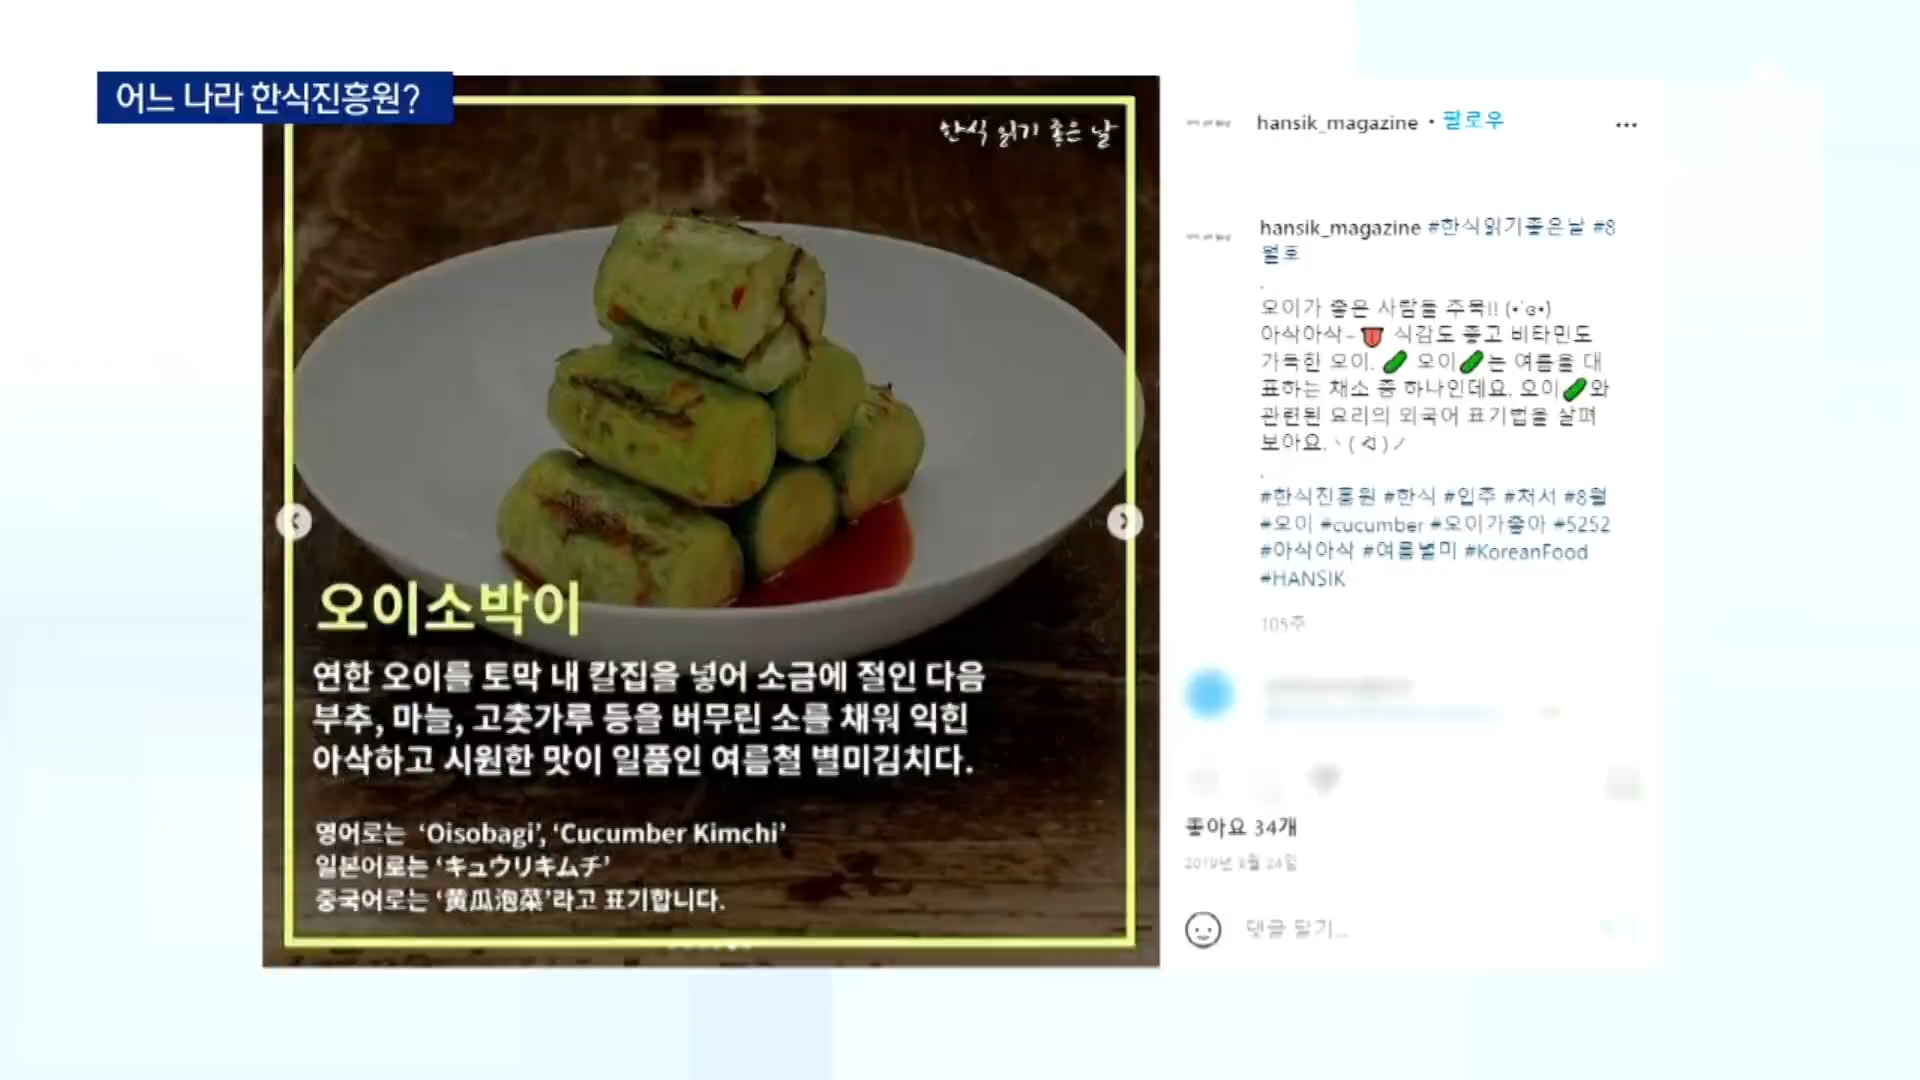 어느 나라 한식진흥원?
한식 읽기 좋은 날
오이소박이
연한 오이를 토막 내 칼집을 넣어 소금에 절인 다음
부추, 마늘, 고춧가루 등을 버무린 소를 채워 익힌
아삭하고 시원한 맛이 일품인 여름철 별미김치다.
영어로는 ‘Oisobagi’, ‘Cucumber Kimchi’
일본어로는 ‘キュウリキムチ’
중국어로는 ‘黄瓜泡菜’라고 표기합니다.
hansik_magazine • 팔로우
hansik_magazine #한식읽기좋은날 #8
월호
.
오이가 좋은 사람들 주목!!
아삭아삭~👅 식감도 좋고 비타민도
가득한 오이. 🥒 오이🥒는 여름을 대
표하는 채소 중 하나인데요. 오이🥒와
관련된 요리의 외국어 표기법을 살펴
보아요.
.
#한식진흥원 #한식 #입추 #처서 #8월
#오이 #cucumber #오이가좋아 #5252
#아삭아삭 #여름별미 #KoreanFood
#HANSIK
105주
좋아요 34개
2019년 8월 24일
댓글 달기...